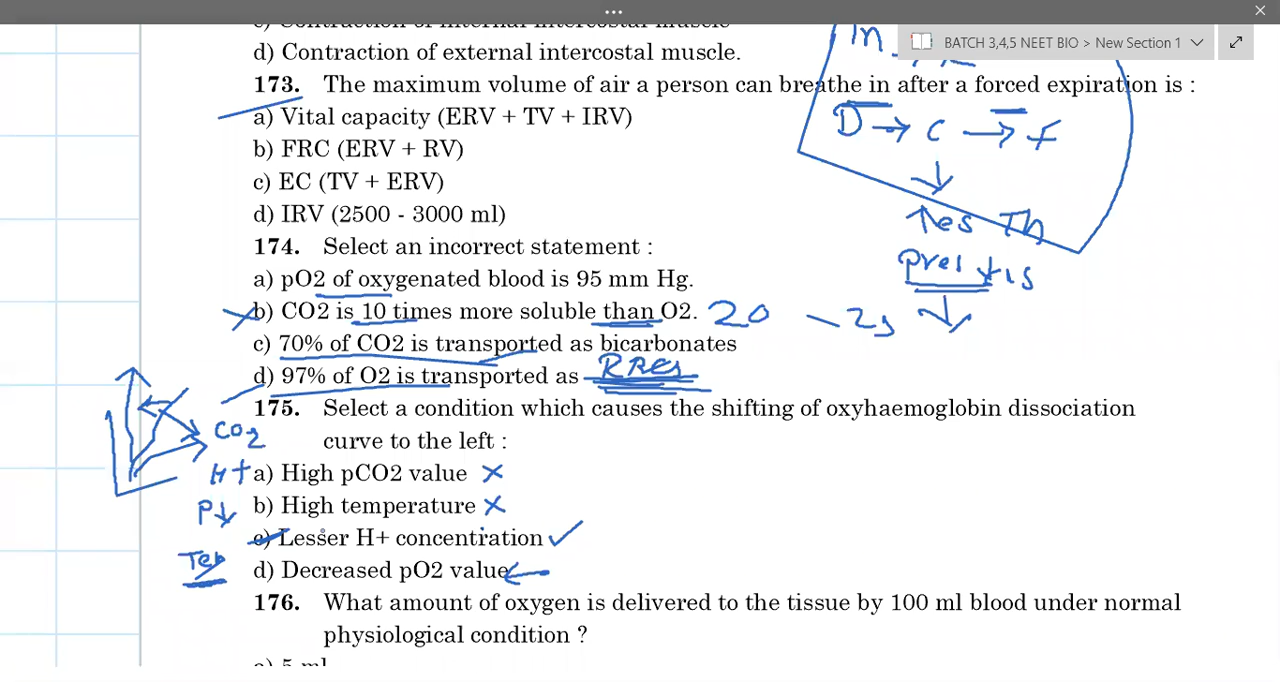 BATCH 3,4,5 NEET BIO > New Section 1
d) Contraction of external intercostal muscle.
In
173. The maximum volume of air a person can breathe in after a forced expiration is :
a) Vital capacity (ERV + TV + IRV)
D → C → f
b) FRC (ERV + RV)
c) EC (TV + ERV)
d) IRV (2500 - 3000 ml)
↑es Th
174. Select an incorrect statement :
a) pO2 of oxygenated blood is 95 mm Hg.
b) CO2 is 10 times more soluble than O2. 20 - 25
c) 70% of CO2 is transported as bicarbonates
d) 97% of O2 is transported as RBCs
175. Select a condition which causes the shifting of oxyhaemoglobin dissociation
curve to the left :
CO2
H+ a) High pCO2 value ×
P↓ b) High temperature ×
c) Lesser H+ concentration ✓
Tep
d) Decreased pO2 value
176. What amount of oxygen is delivered to the tissue by 100 ml blood under normal
physiological condition ?